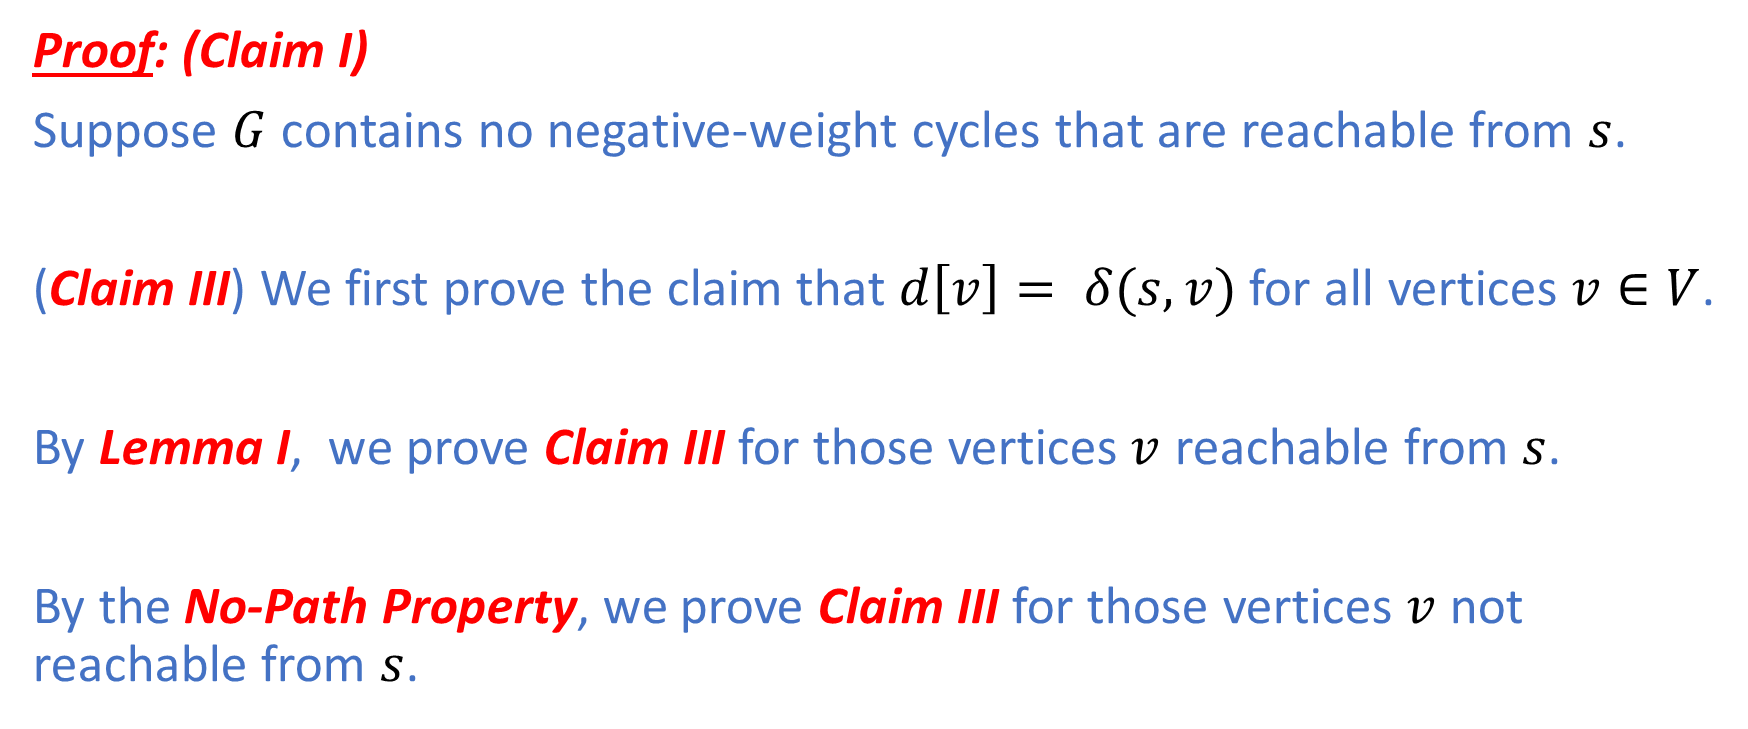 Proof: (Claim I)
Suppose G contains no negative-weight cycles that are reachable from s.
(Claim III) We first prove the claim that d[v] = δ(s, v) for all vertices v ∈ V.
By Lemma I, we prove Claim III for those vertices v reachable from s.
By the No-Path Property, we prove Claim III for those vertices v not
reachable from s.